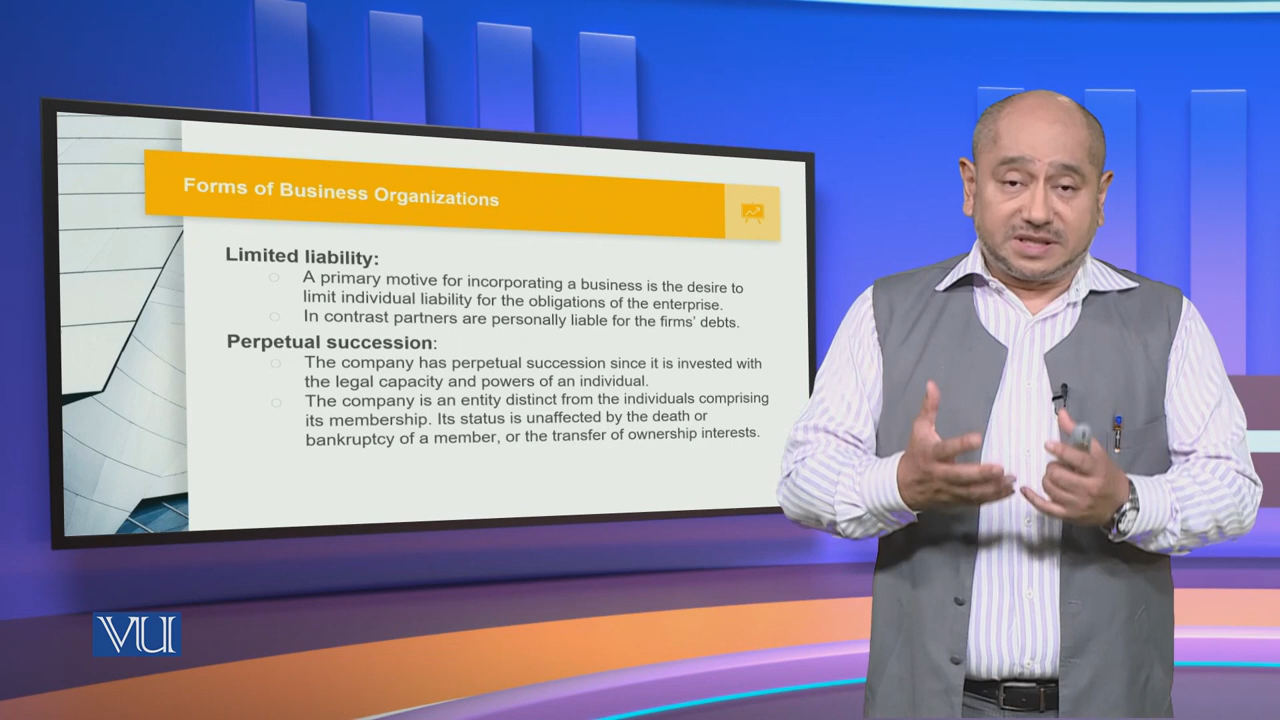 Forms of Business Organizations
Limited liability:
A primary motive for incorporating a business is the desire to
limit individual liability for the obligations of the enterprise.
In contrast partners are personally liable for the firms’ debts.
Perpetual succession:
The company has perpetual succession since it is invested with
the legal capacity and powers of an individual.
The company is an entity distinct from the individuals comprising
its membership. Its status is unaffected by the death or
bankruptcy of a member, or the transfer of ownership interests.
VU